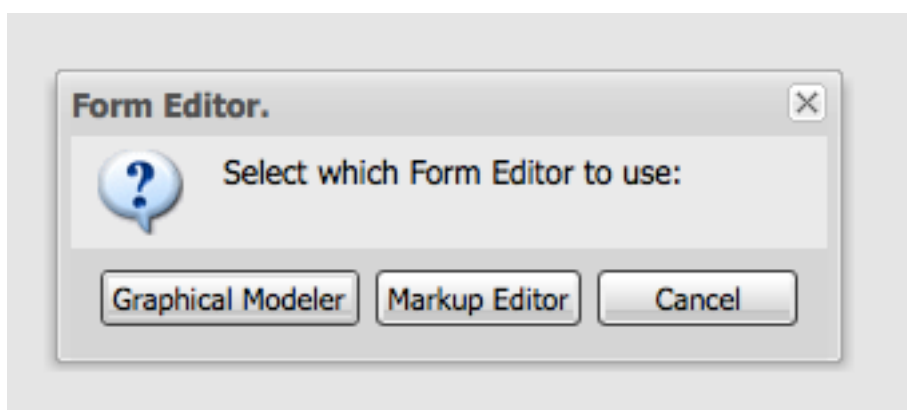 Form Editor.
Select which Form Editor to use:
Graphical Modeler Markup Editor Cancel